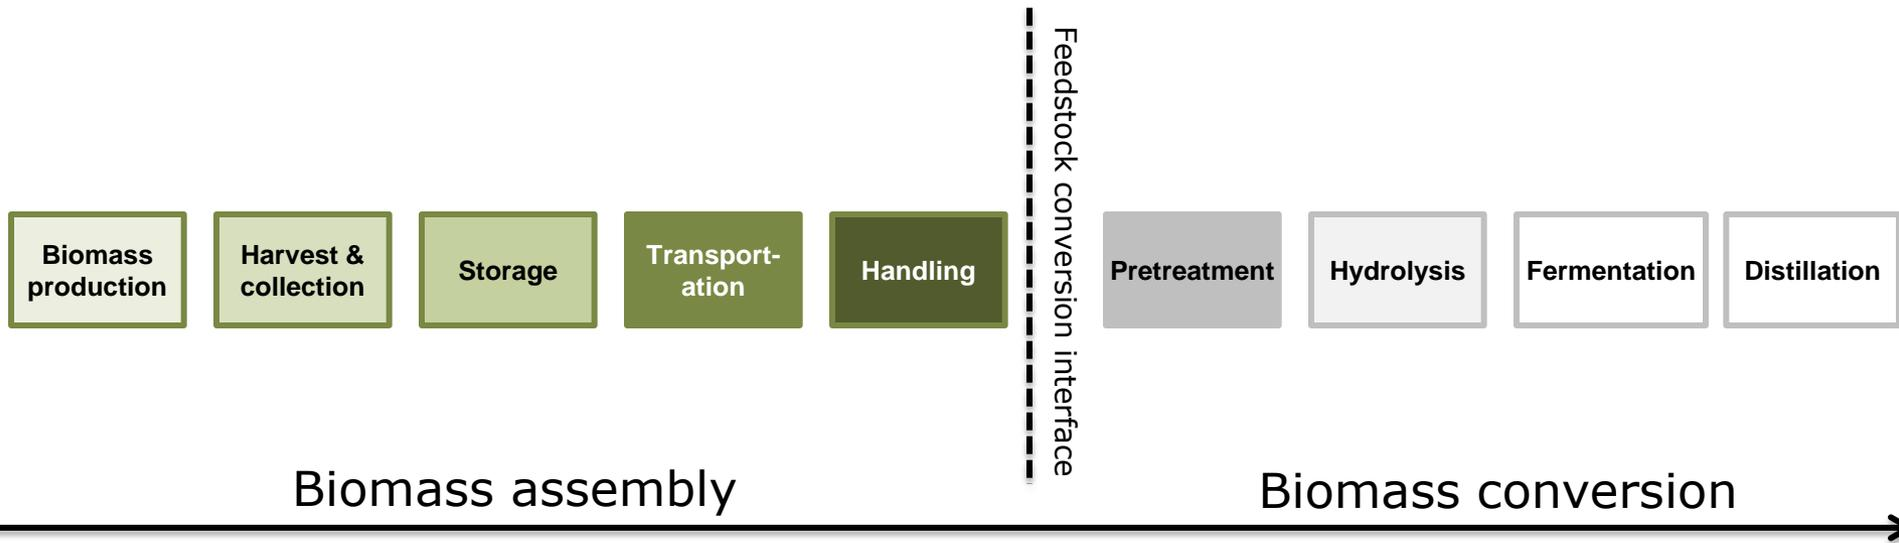 Biomass
production
Harvest &
collection
Storage
Transport-
ation
Handling
Feedstock conversion interface
Pretreatment
Hydrolysis
Fermentation
Distillation
Biomass assembly
Biomass conversion